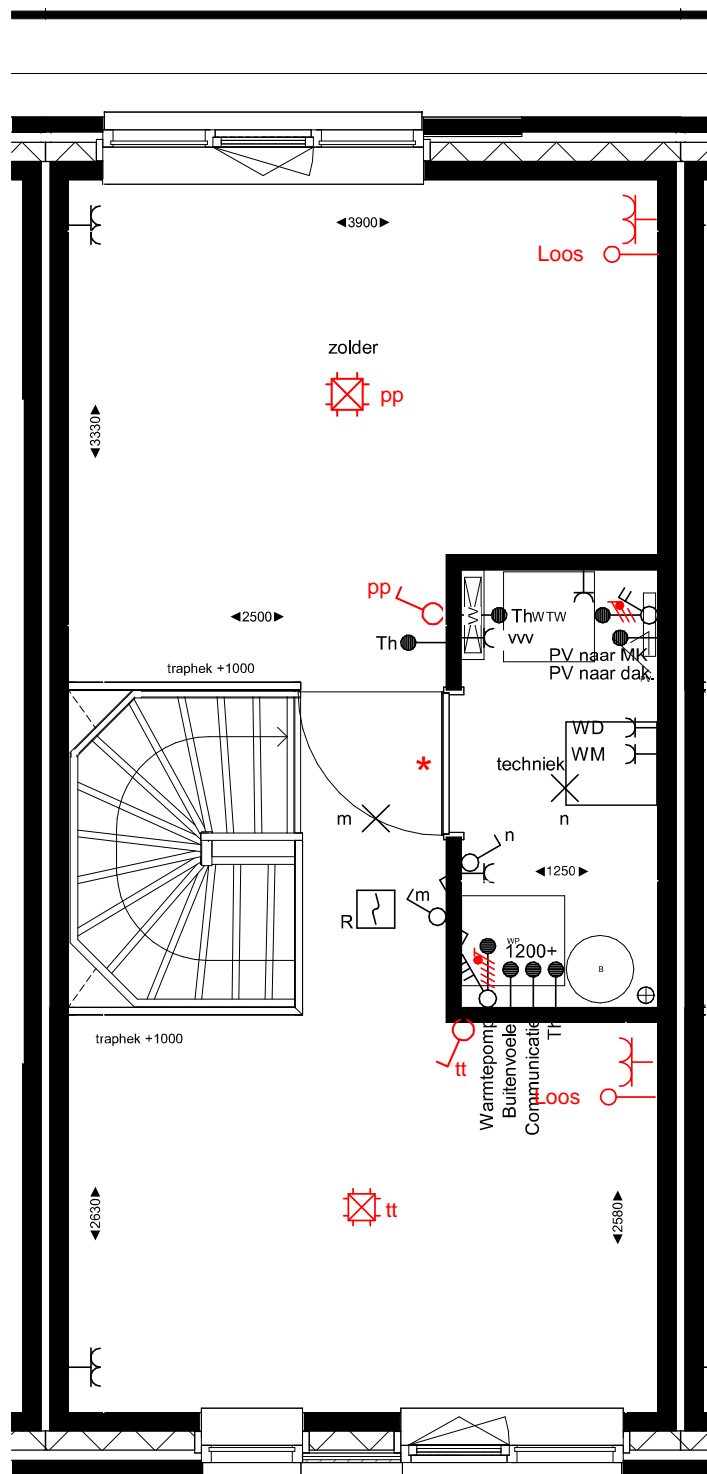 3900
Loos
zolder
pp
3330
pp
2500
Th
Th WTW
vvv
PV naar MK
PV naar dak
traphek +1000
WD
WM
*
techniek
m
n
n
1250
m
R
WP
1200+
B
traphek +1000
tt
Warmtepomp
Buitenvoele
Communicatie
Th
Loos
2630
tt
2580